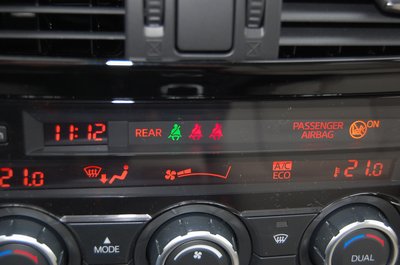 11:12 REAR PASSENGER AIRBAG ON
21.0 A/C ECO 21.0
MODE DUAL